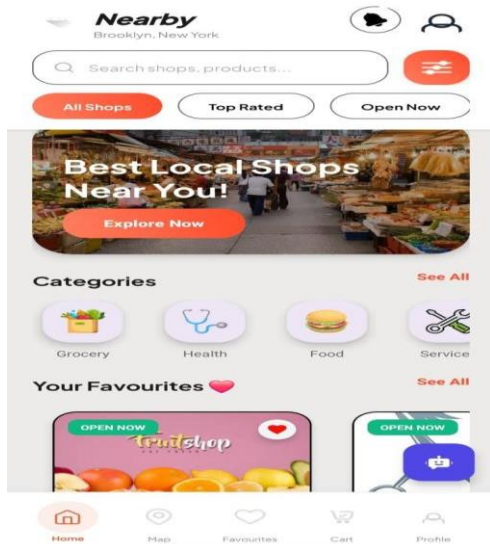 Nearby
Brooklyn, New York
Search shops, products...
All Shops
Top Rated
Open Now
Best Local Shops
Near You!
Explore Now
Categories
See All
Grocery
Health
Food
Service
Your Favourites
See All
OPEN NOW
fruitshop
OPEN NOW
Home
Map
Favourites
Cart
Profile